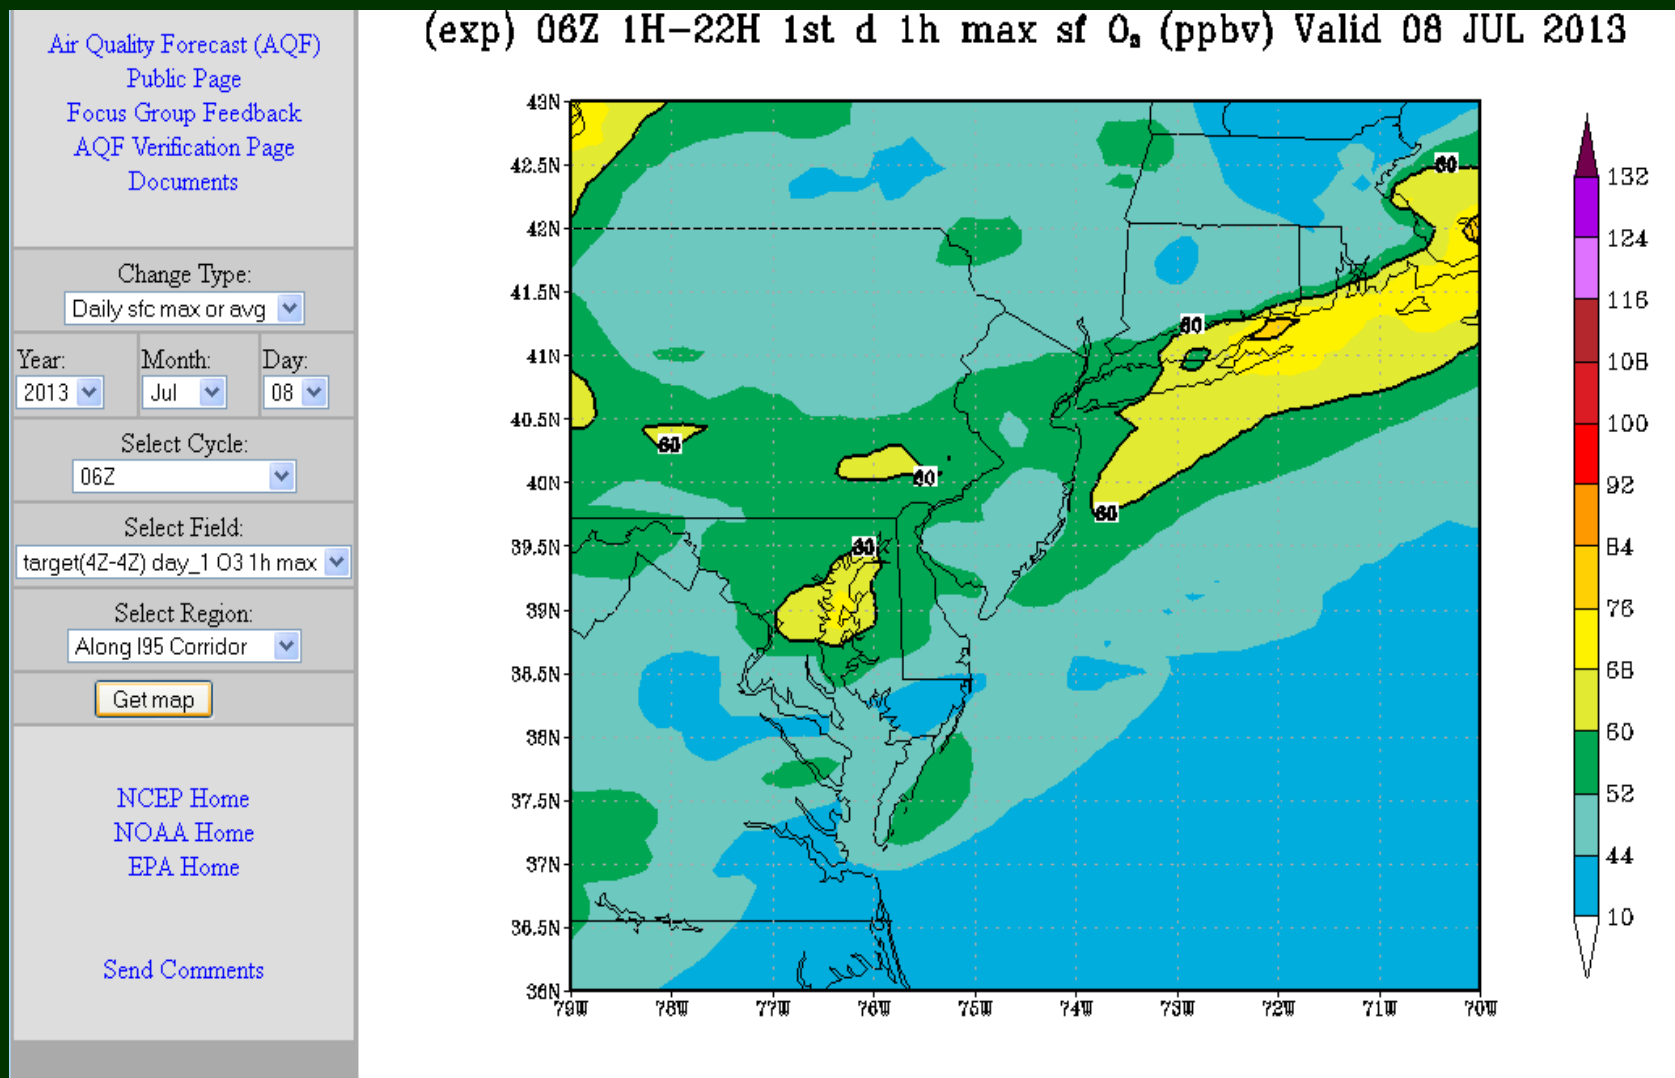 (exp) 06Z 1H-22H 1st d 1h max sf O₃ (ppbv) Valid 08 JUL 2013
Air Quality Forecast (AQF)
Public Page
Focus Group Feedback
AQF Verification Page
Documents
Change Type:
Daily sfc max or avg
Year: Month: Day:
2013 Jul 08
Select Cycle:
06Z
Select Field:
target(4Z-4Z) day_1 O3 1h max
Select Region:
Along I95 Corridor
Get map
NCEP Home
NOAA Home
EPA Home
Send Comments
43N
42.5N
42N
41.5N
41N
40.5N
40N
39.5N
39N
38.5N
38N
37.5N
37N
36.5N
36N
79W 78W 77W 76W 75W 74W 73W 72W 71W 70W
60
60
60
60
60
60
132
124
116
108
100
92
84
76
68
60
52
44
10